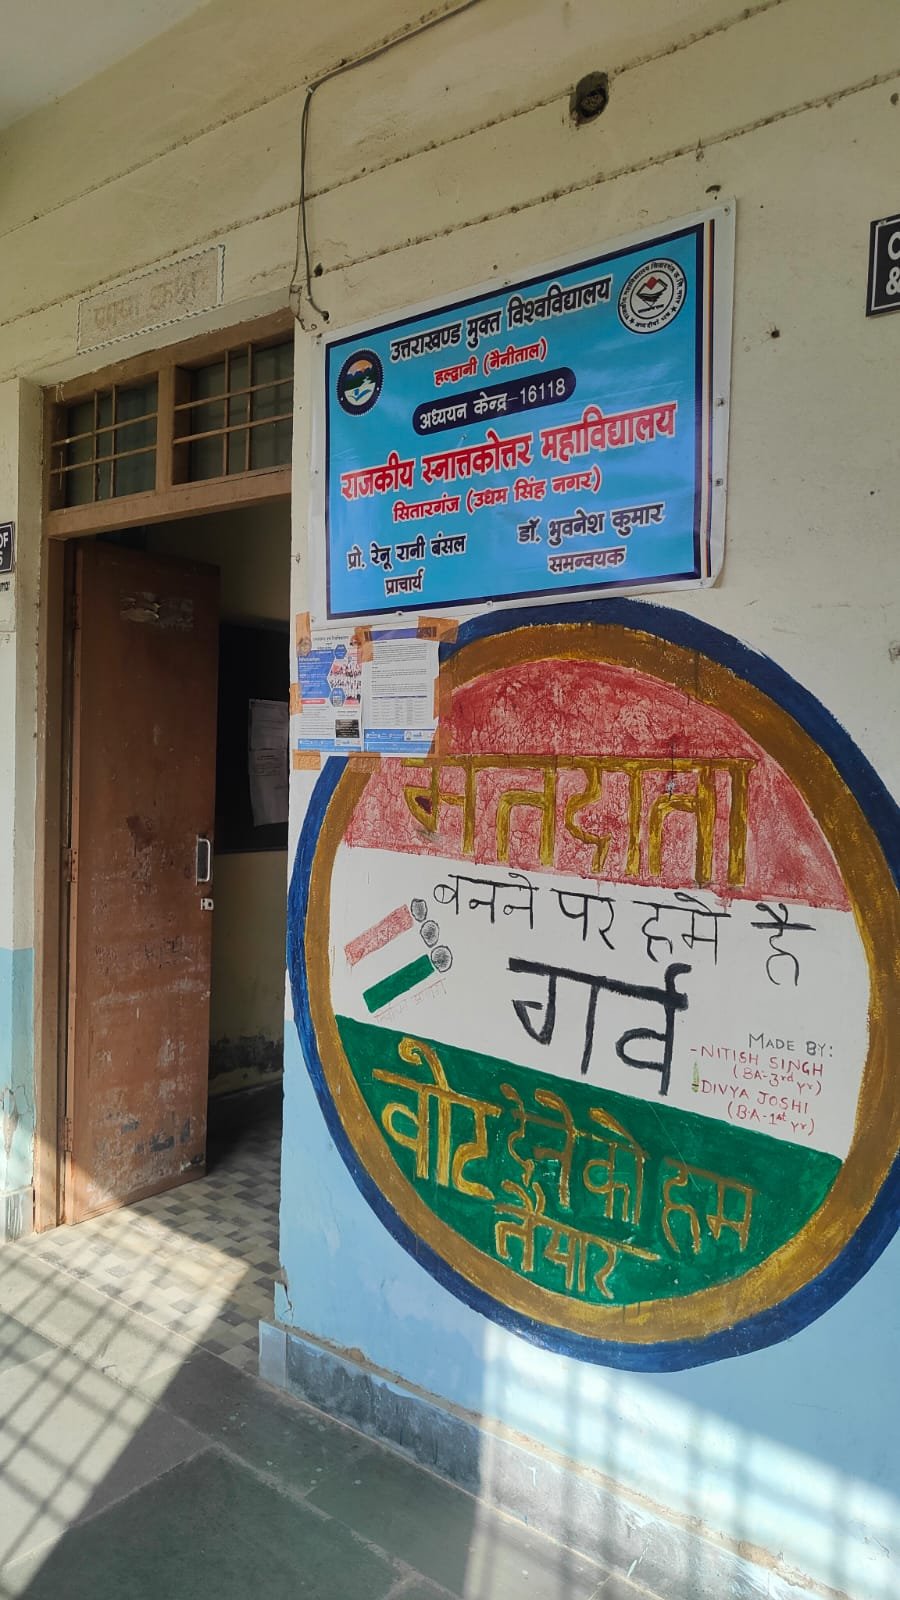 उत्तराखण्ड मुक्त विश्वविद्यालय
हल्द्वानी (नैनीताल)
अध्ययन केन्द्र-16118
राजकीय स्नात्तकोत्तर महाविद्यालय
सितारगंज (उधम सिंह नगर)
प्रो. रेनू रानी बंसल
प्राचार्य
डॉ. भुवनेश कुमार
समन्वयक
मतदाता
बनने पर हमे है
गर्व
MADE BY:
-NITISH SINGH
(BA-3rd yr)
-DIVYA JOSHI
(B.A-1st yr)
वोट देने को हम
तैयार
OF
&